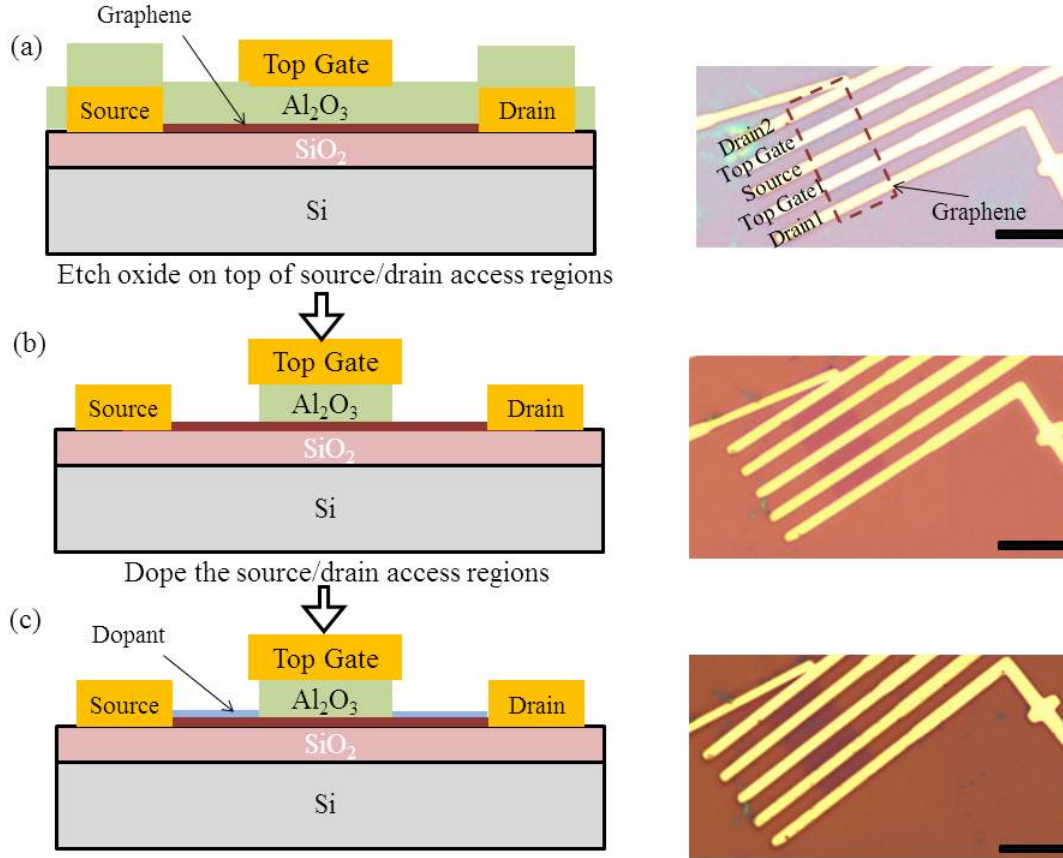 (a)
Graphene
Top Gate
Source
Al₂O₃
Drain
SiO₂
Si
Drain2
Top Gate
Source
Top Gate1
Drain1
Graphene
Etch oxide on top of source/drain access regions
(b)
Top Gate
Source
Al₂O₃
Drain
SiO₂
Si
Dope the source/drain access regions
(c)
Dopant
Top Gate
Source
Al₂O₃
Drain
SiO₂
Si